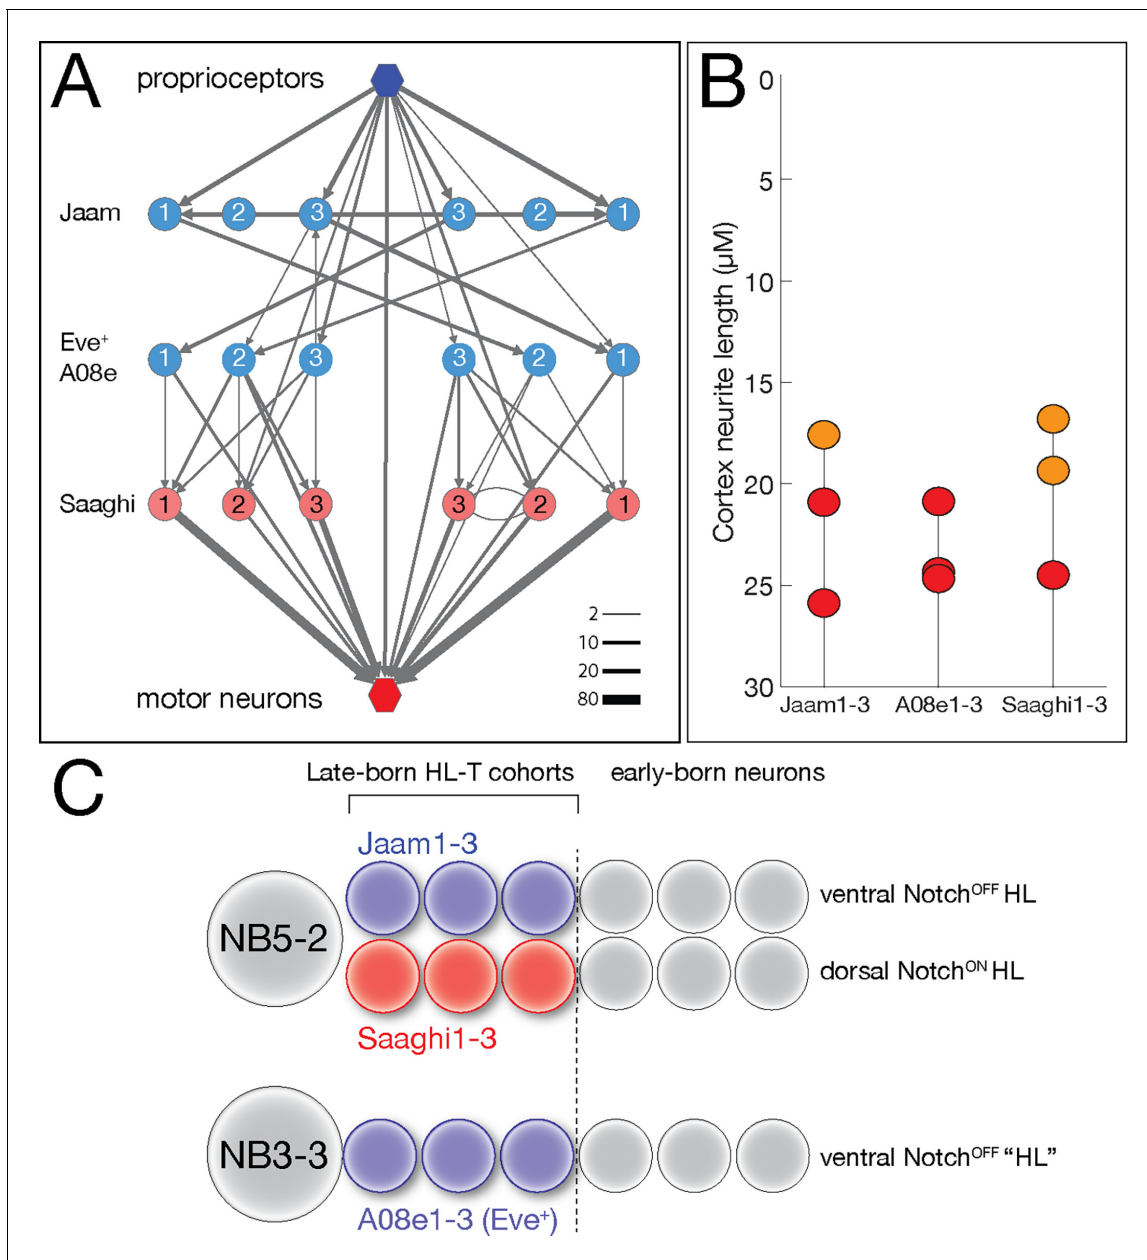 A
proprioceptors
Jaam
1 2 3 3 2 1
Eve⁺
A08e
1 2 3 3 2 1
Saaghi
1 2 3 3 2 1
2
10
20
80
motor neurons
B
Cortex neurite length (µM)
0
5
10
15
20
25
30
Jaam1-3 A08e1-3 Saaghi1-3
C
Late-born HL-T cohorts early-born neurons
Jaam1-3
NB5-2
ventral Notchᴼᶠᶠ HL
dorsal Notchᴼᴺ HL
Saaghi1-3
NB3-3
ventral Notchᴼᶠᶠ “HL”
A08e1-3 (Eve⁺)